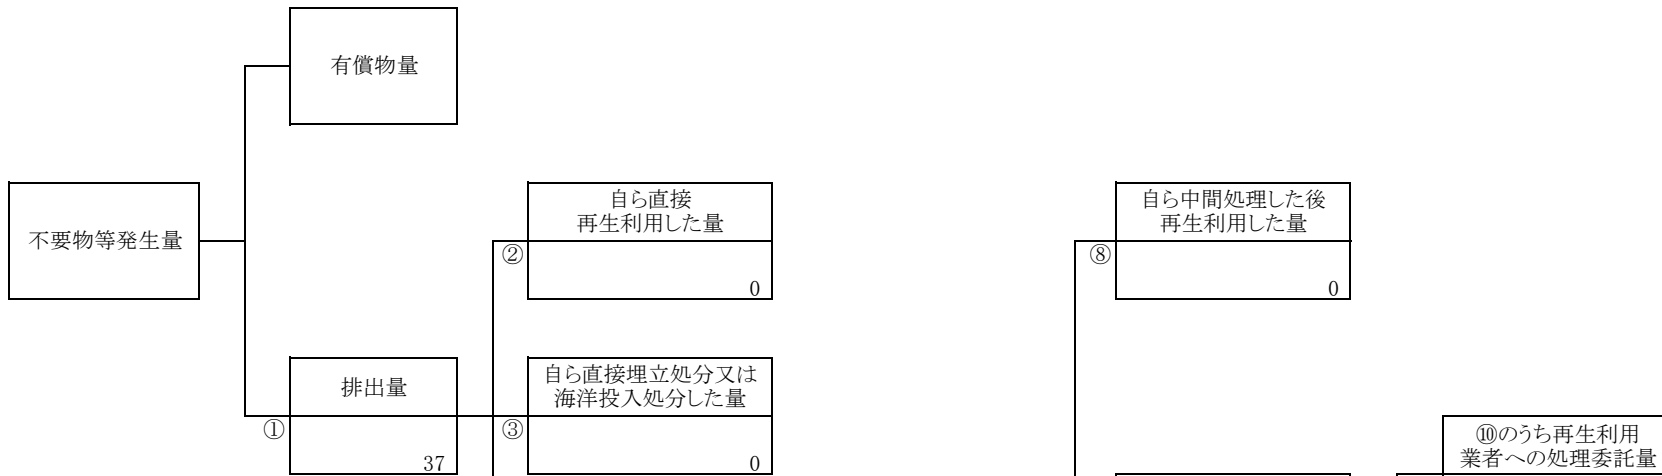 有償物量
不要物等発生量
自ら直接
再生利用した量
②
0
自ら中間処理した後
再生利用した量
⑧
0
排出量
①
37
自ら直接埋立処分又は
海洋投入処分した量
③
0
⑩のうち再生利用
業者への処理委託量